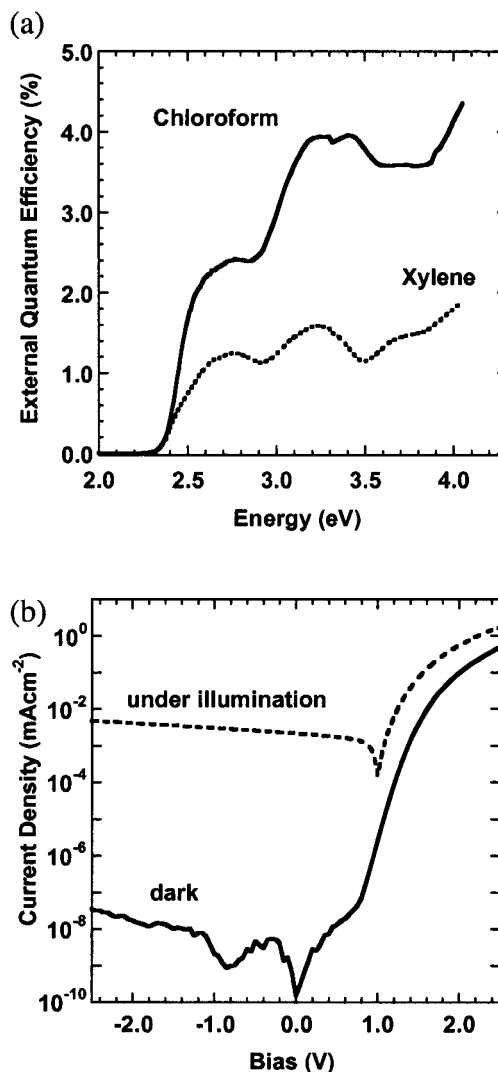 (a)
5.0
4.0
3.0
2.0
1.0
0.0
External Quantum Efficiency (%)
Chloroform
Xylene
2.0 2.5 3.0 3.5 4.0
Energy (eV)
(b)
10^0
10^-2
10^-4
10^-6
10^-8
10^-10
Current Density (mAcm^-2)
under illumination
dark
-2.0 -1.0 0.0 1.0 2.0
Bias (V)